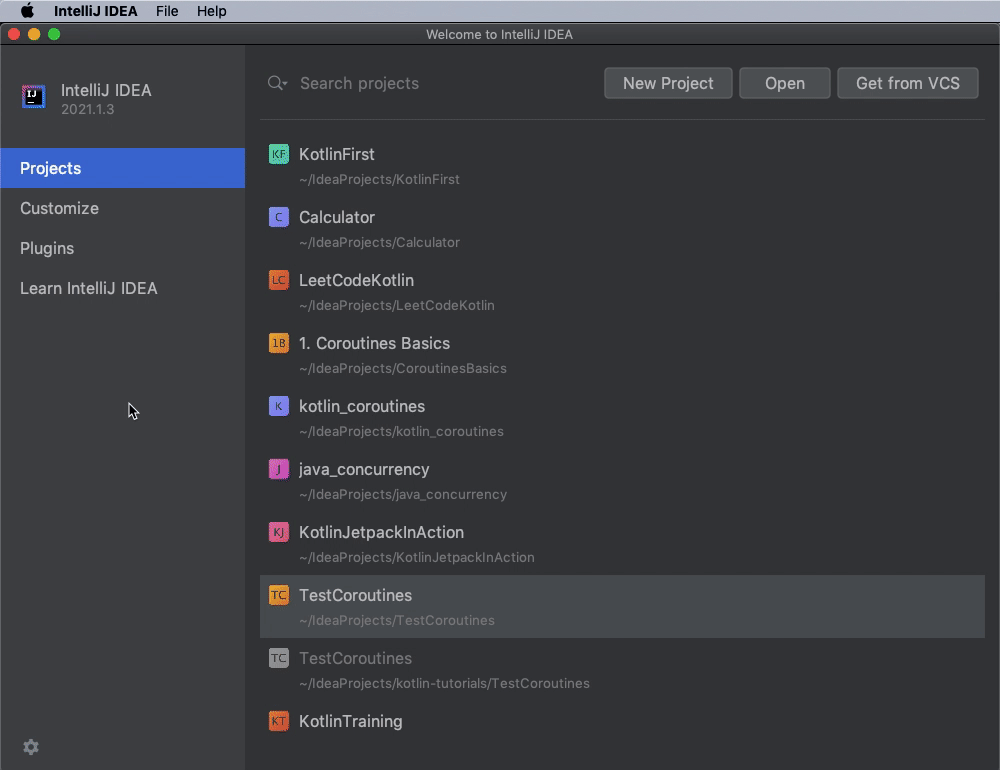 IntelliJ IDEA File Help
Welcome to IntelliJ IDEA
IJ
IntelliJ IDEA
2021.1.3
Search projects
New Project
Open
Get from VCS
Projects
Customize
Plugins
Learn IntelliJ IDEA
KF KotlinFirst
~/IdeaProjects/KotlinFirst
C Calculator
~/IdeaProjects/Calculator
LC LeetCodeKotlin
~/IdeaProjects/LeetCodeKotlin
1B 1. Coroutines Basics
~/IdeaProjects/CoroutinesBasics
K kotlin_coroutines
~/IdeaProjects/kotlin_coroutines
J java_concurrency
~/IdeaProjects/java_concurrency
KJ KotlinJetpackInAction
~/IdeaProjects/KotlinJetpackInAction
TC TestCoroutines
~/IdeaProjects/TestCoroutines
TC TestCoroutines
~/IdeaProjects/kotlin-tutorials/TestCoroutines
KT KotlinTraining